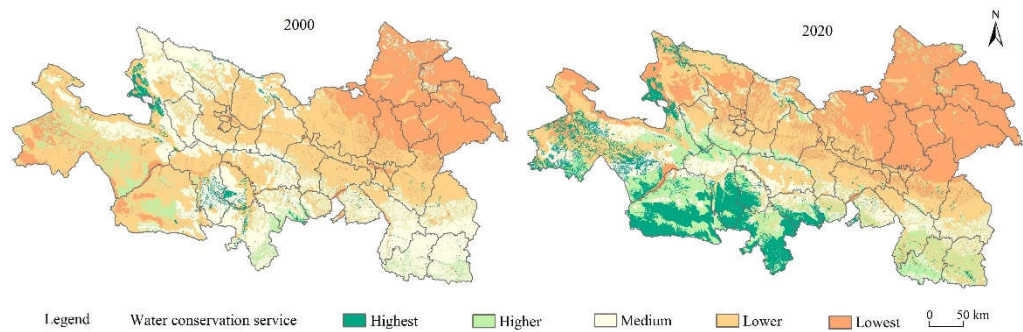 2000
2020
N
Legend Water conservation service Highest Higher Medium Lower Lowest 0 50 km